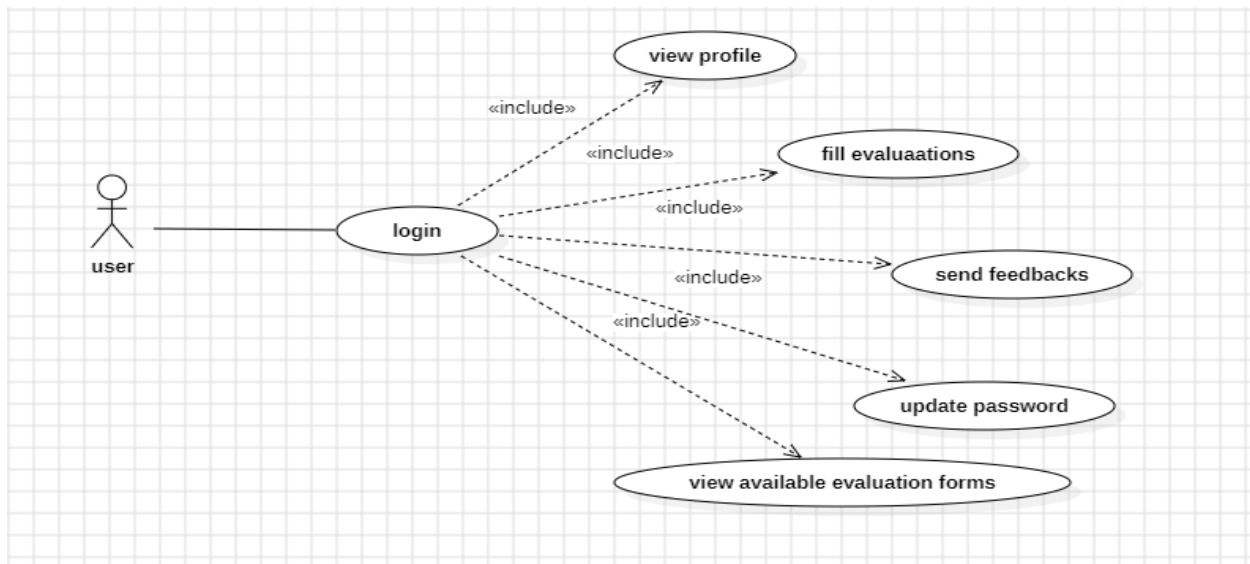 view profile
«include»
«include»
fill evaluaations
«include»
login
user
send feedbacks
«include»
«include»
update password
view available evaluation forms